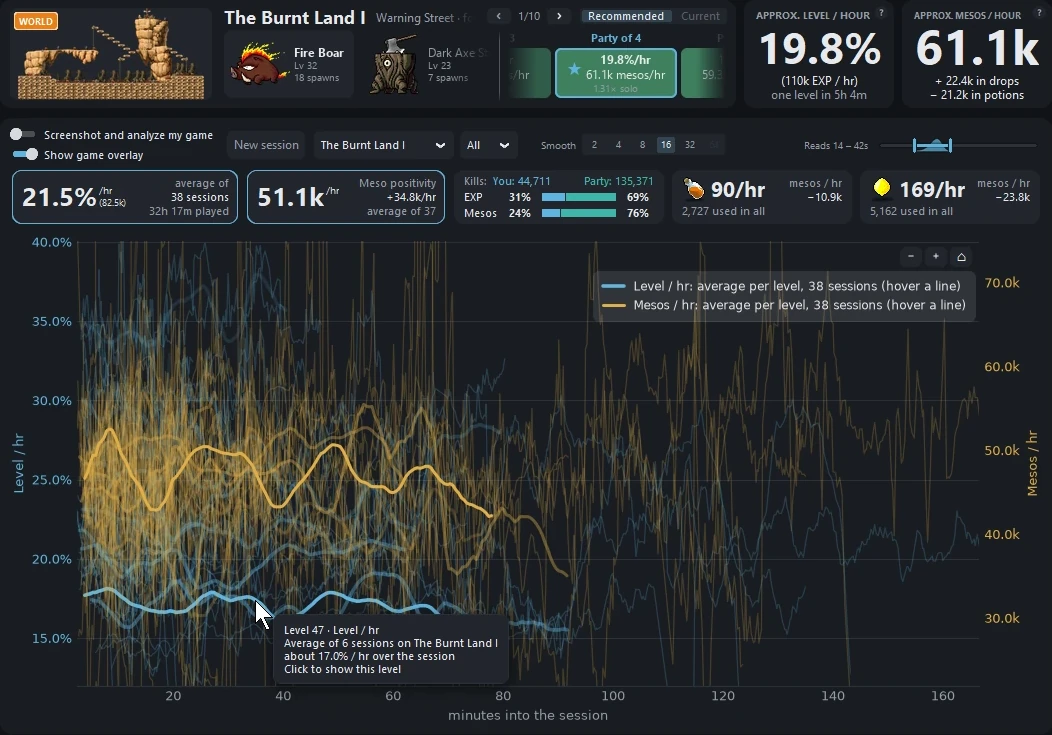 WORLD
The Burnt Land I
Warning Street
Fire Boar
Lv 32
18 spawns
Dark Axe
Lv 23
7 spawns
1/10
Recommended
Current
Party of 4
/hr
19.8%/hr
61.1k mesos/hr
1.31× solo
59.3
APPROX. LEVEL / HOUR ?
19.8%
(110k EXP / hr)
one level in 5h 4m
APPROX. MESOS / HOUR ?
61.1k
+ 22.4k in drops
− 21.2k in potions
Screenshot and analyze my game
Show game overlay
New session
The Burnt Land I
All
Smooth
2 4 8 16 32
Reads 14 – 42s
21.5% /hr (82.5k)
average of
38 sessions
32h 17m played
51.1k /hr
Meso positivity
+34.8k/hr
average of 37
Kills: You: 44,711 Party: 135,371
EXP 31% 69%
Mesos 24% 76%
90/hr
2,727 used in all
mesos / hr
−10.9k
169/hr
5,162 used in all
mesos / hr
−23.8k
Level / hr: average per level, 38 sessions (hover a line)
Mesos / hr: average per level, 38 sessions (hover a line)
40.0%
35.0%
30.0%
25.0%
20.0%
15.0%
Level / hr
70.0k
60.0k
50.0k
40.0k
30.0k
Mesos / hr
Level 47 · Level / hr
Average of 6 sessions on The Burnt Land I
about 17.0% / hr over the session
Click to show this level
20 40 60 80 100 120 140 160
minutes into the session